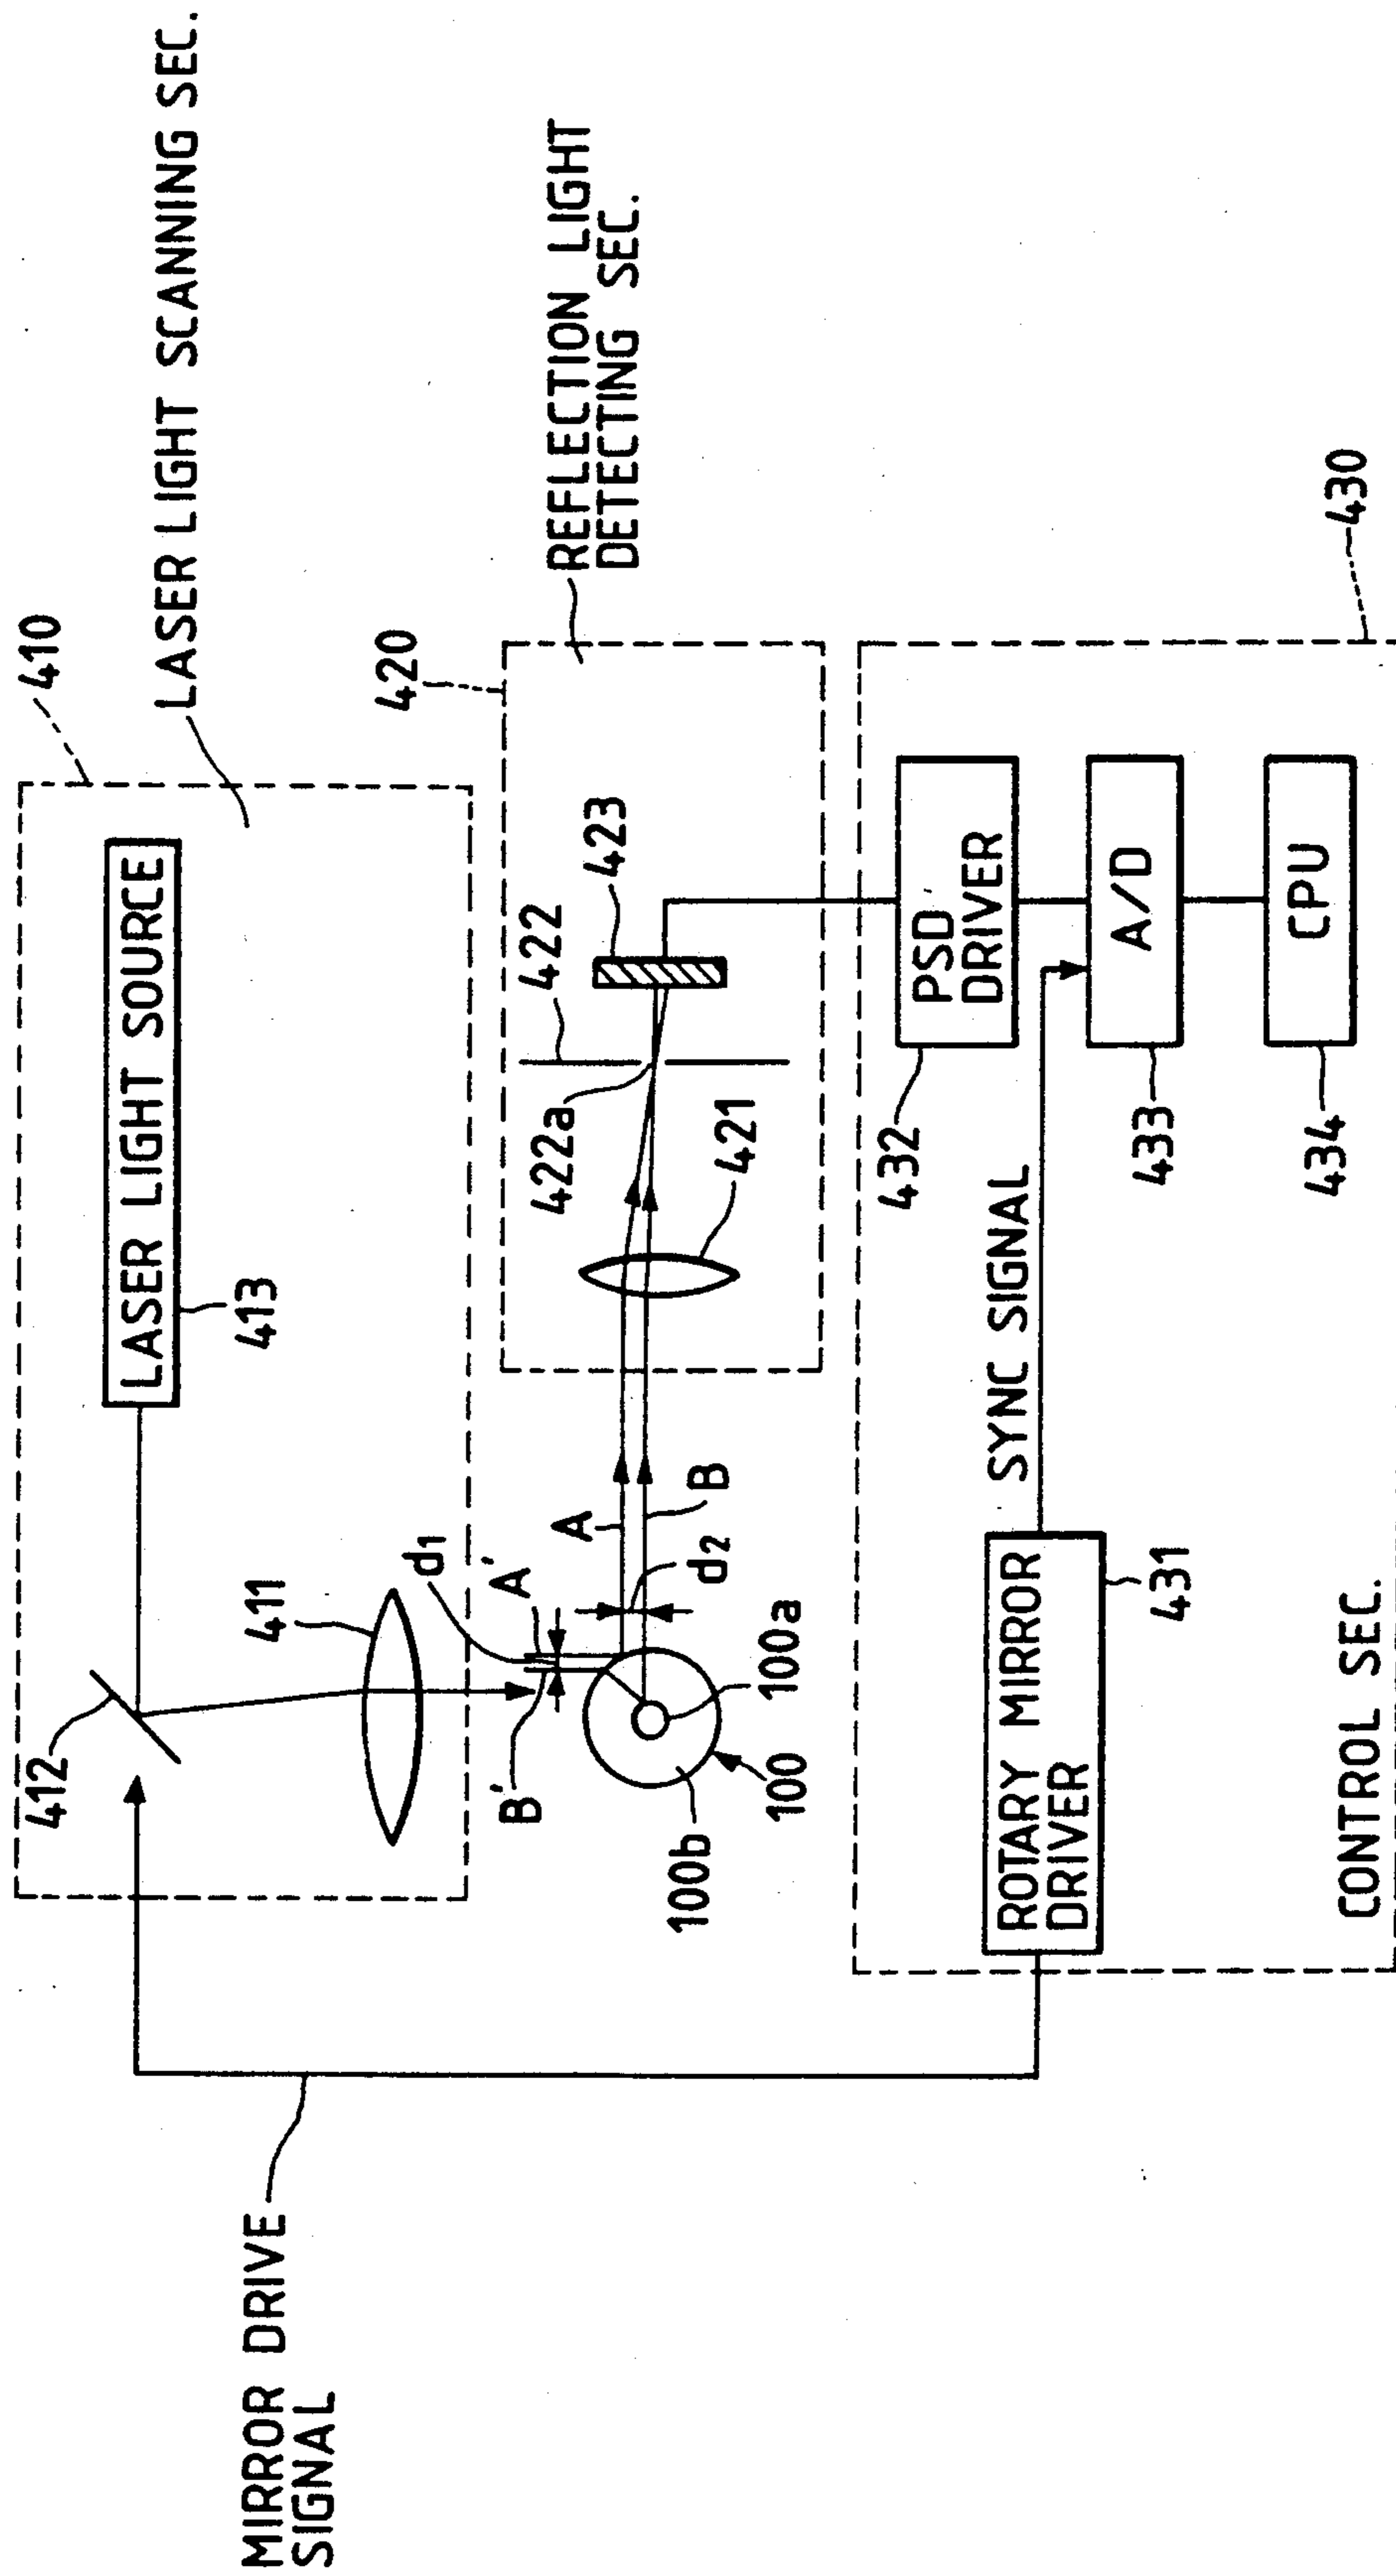 410
LASER LIGHT SCANNING SEC.
LASER LIGHT SOURCE
413
412
411
MIRROR DRIVE
SIGNAL
420
REFLECTION LIGHT
DETECTING SEC.
422
423
422a
421
d1
A'
B'
A
B
d2
100a
100
100b
430
PSD
DRIVER
432
A/D
433
CPU
434
SYNC SIGNAL
ROTARY MIRROR
DRIVER
431
CONTROL SEC.